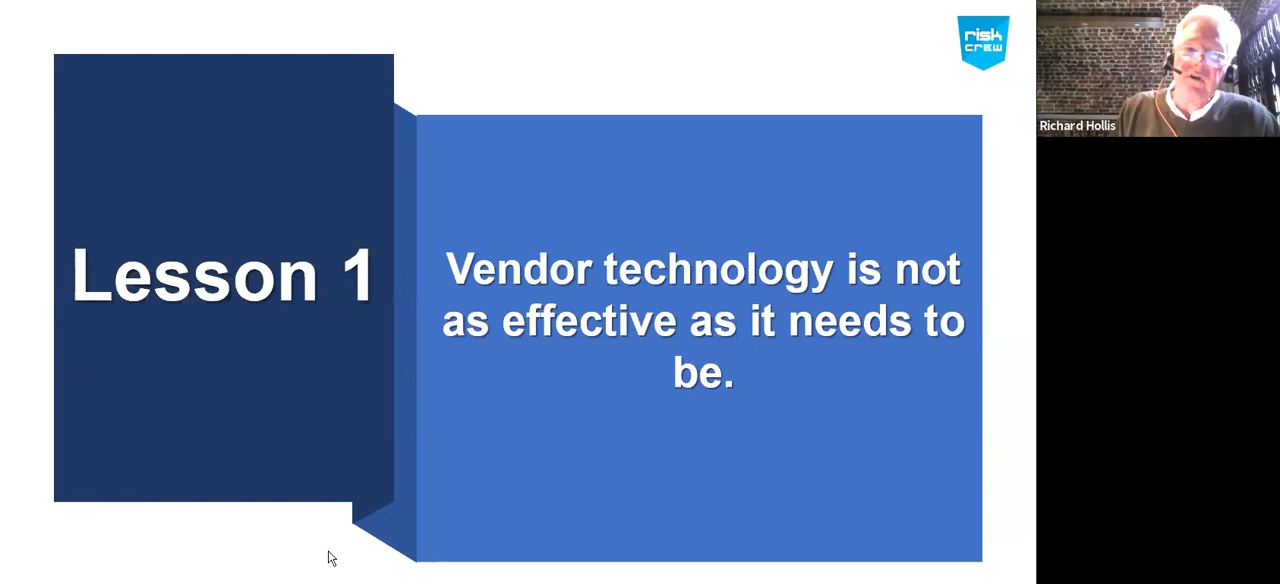 risk
crew
Richard Hollis
Lesson 1
Vendor technology is not
as effective as it needs to
be.